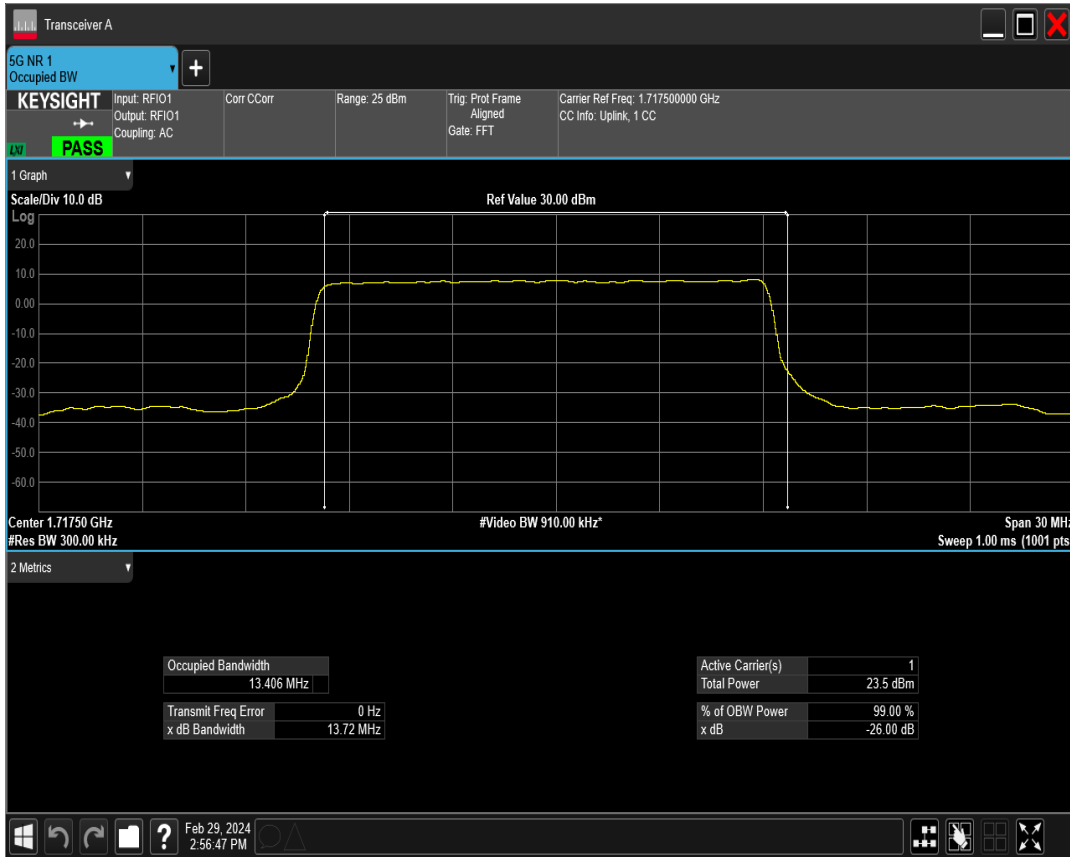 Transceiver A
5G NR 1
Occupied BW
+
KEYSIGHT
LXI
PASS
Input: RFIO1
Output: RFIO1
Coupling: AC
Corr CCorr
Range: 25 dBm
Trig: Prot Frame
Aligned
Gate: FFT
Carrier Ref Freq: 1.717500000 GHz
CC Info: Uplink, 1 CC
1 Graph
Scale/Div 10.0 dB
Ref Value 30.00 dBm
Log
20.0
10.0
0.00
-10.0
-20.0
-30.0
-40.0
-50.0
-60.0
Center 1.71750 GHz
#Video BW 910.00 kHz*
Span 30 MHz
#Res BW 300.00 kHz
Sweep 1.00 ms (1001 pts
2 Metrics
Occupied Bandwidth
13.406 MHz
Transmit Freq Error 0 Hz
x dB Bandwidth 13.72 MHz
Active Carrier(s) 1
Total Power 23.5 dBm
% of OBW Power 99.00 %
x dB -26.00 dB
?
Feb 29, 2024
2:56:47 PM